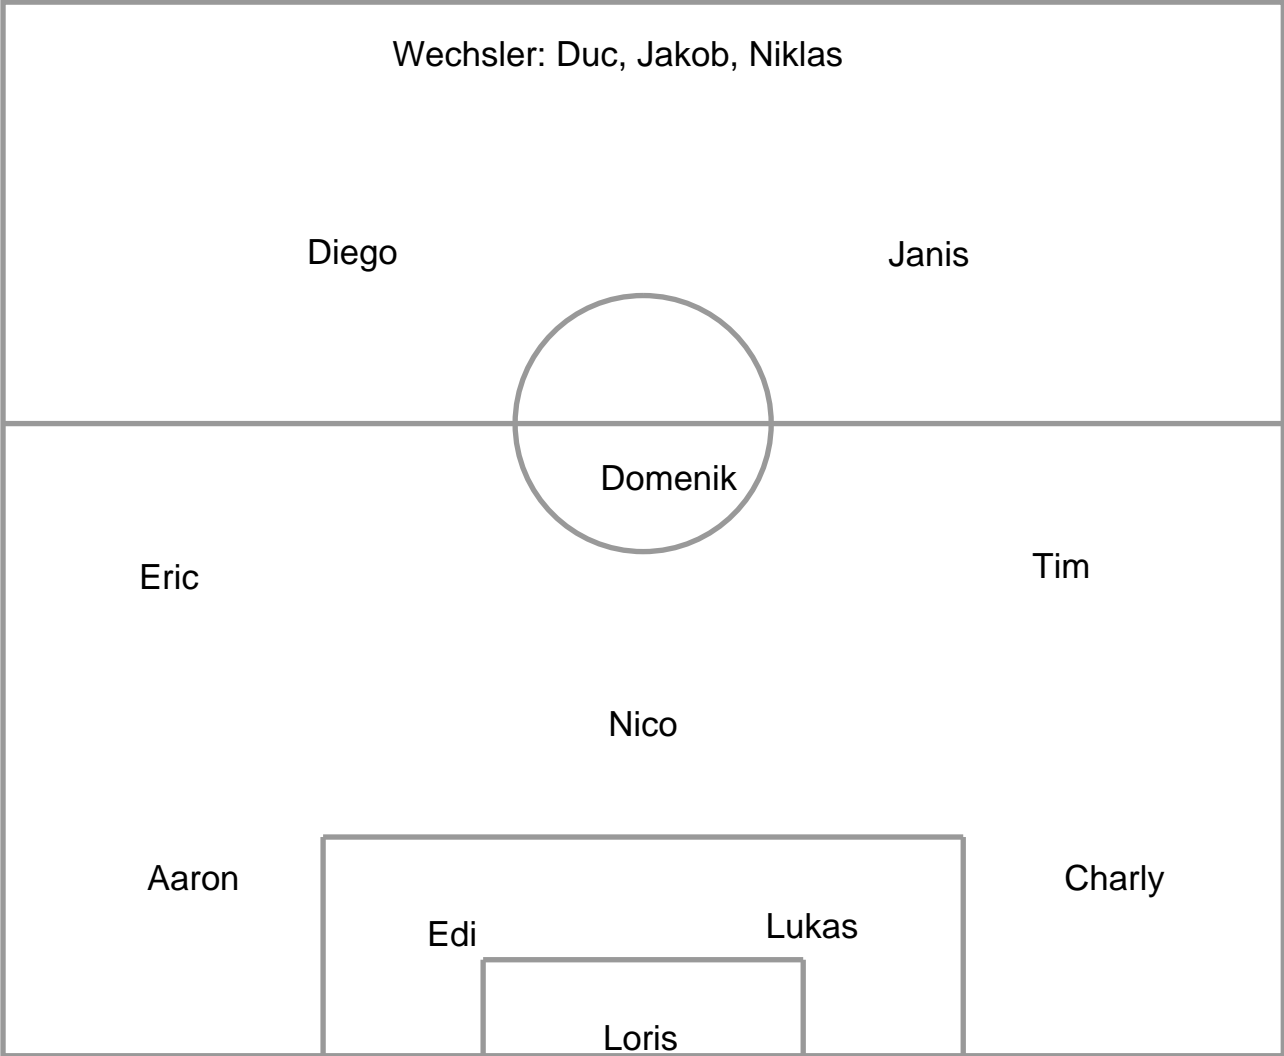 Wechsler: Duc, Jakob, Niklas
Diego
Janis
Domenik
Eric
Tim
Nico
Aaron
Charly
Edi
Lukas
Loris